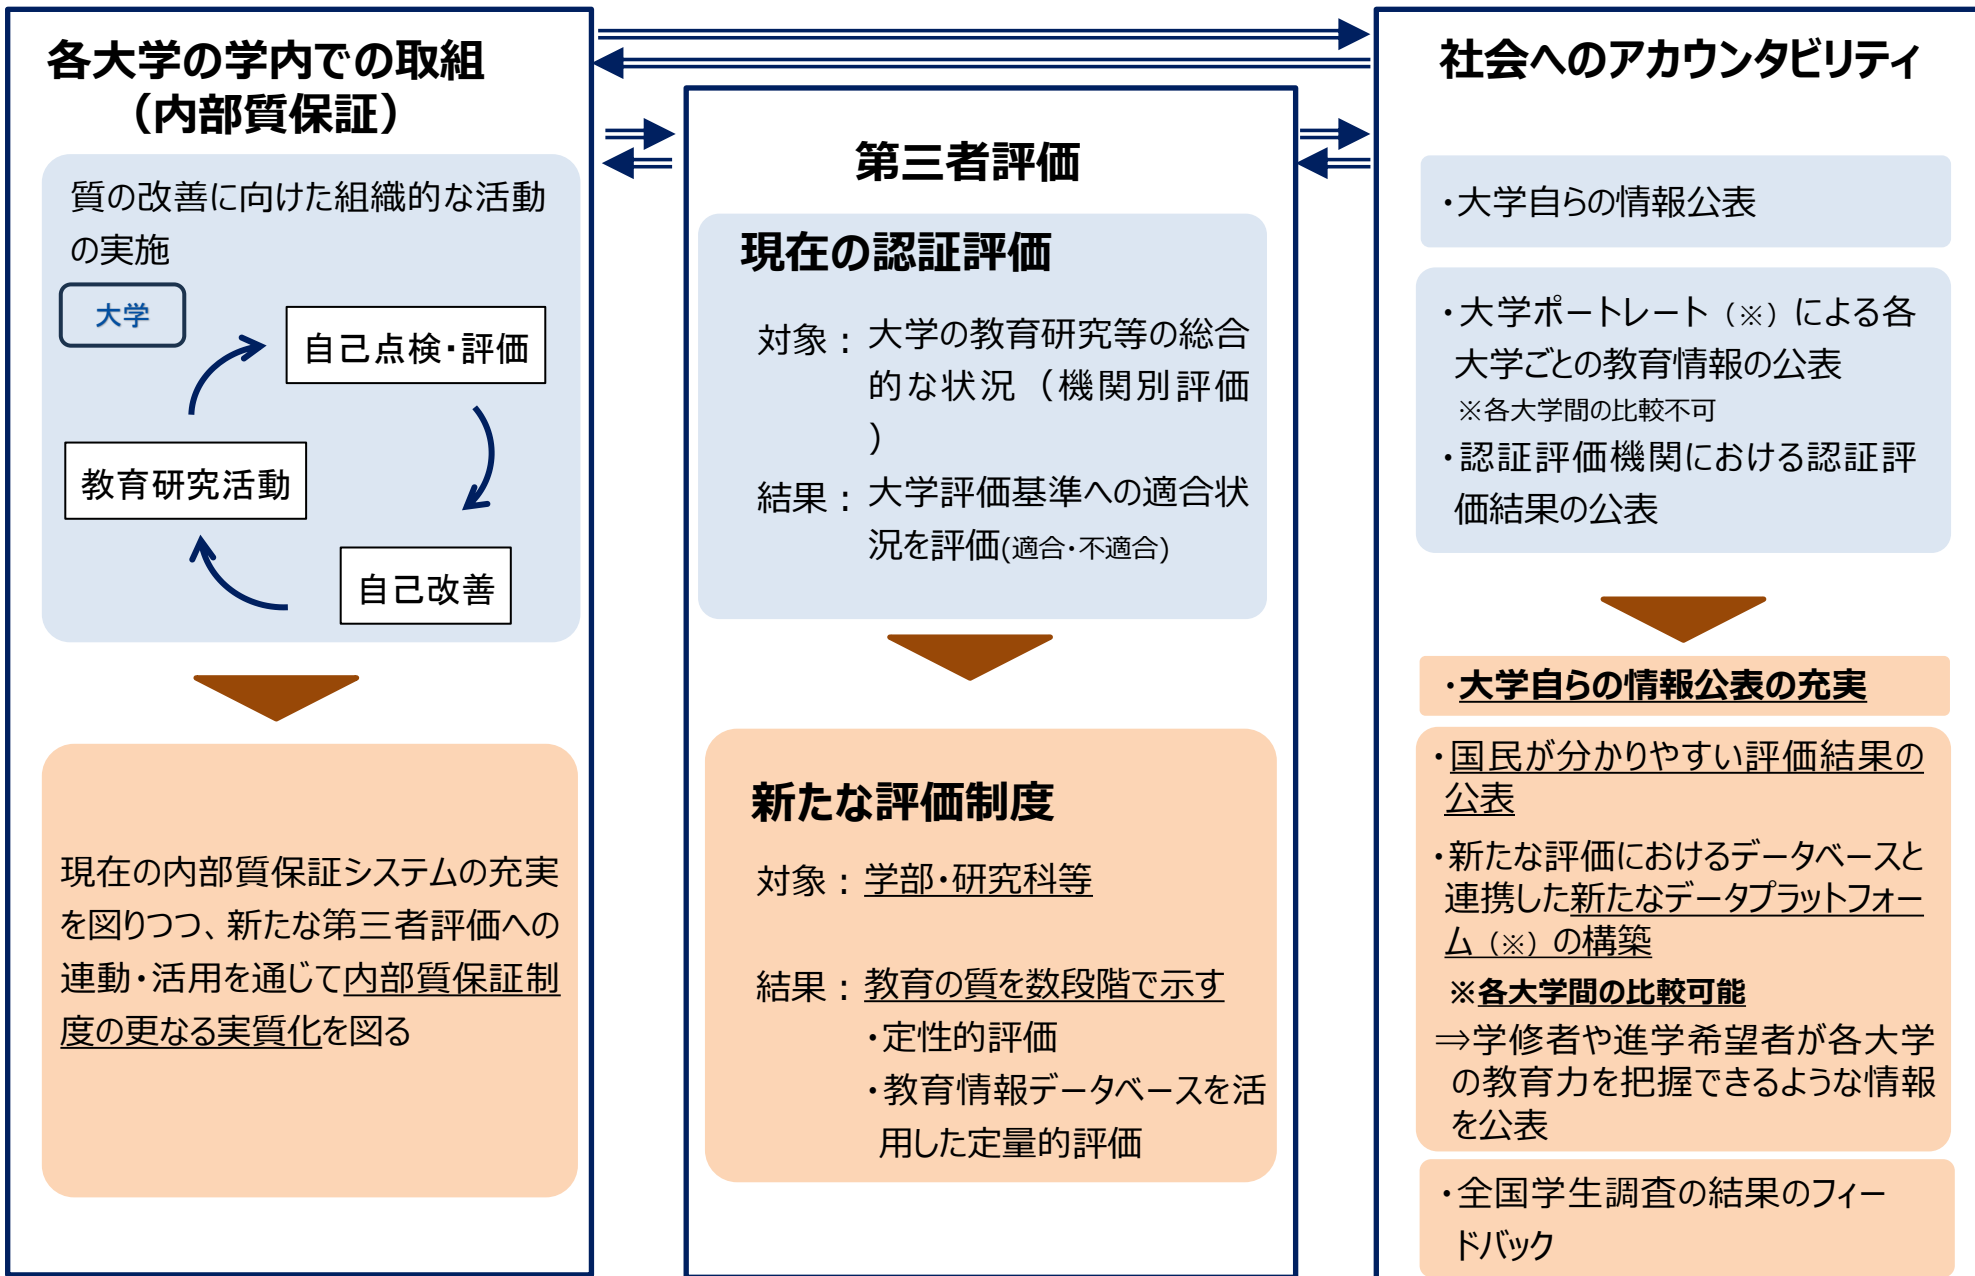 各大学の学内での取組
（内部質保証）
質の改善に向けた組織的な活動
の実施
大学
自己点検・評価
教育研究活動
自己改善
現在の内部質保証システムの充実
を図りつつ、新たな第三者評価への
連動・活用を通じて内部質保証制
度の更なる実質化を図る
第三者評価
現在の認証評価
対象：大学の教育研究等の総合
的な状況（機関別評価
）
結果：大学評価基準への適合状
況を評価(適合・不適合)
新たな評価制度
対象：学部・研究科等
結果：教育の質を数段階で示す
・定性的評価
・教育情報データベースを活
用した定量的評価
社会へのアカウンタビリティ
・大学自らの情報公表
・大学ポートレート（※）による各
大学ごとの教育情報の公表
※各大学間の比較不可
・認証評価機関における認証評
価結果の公表
・大学自らの情報公表の充実
・国民が分かりやすい評価結果の
公表
・新たな評価におけるデータベースと
連携した新たなデータプラットフォー
ム（※）の構築
※各大学間の比較可能
⇒学修者や進学希望者が各大学
の教育力を把握できるような情報
を公表
・全国学生調査の結果のフィー
ドバック